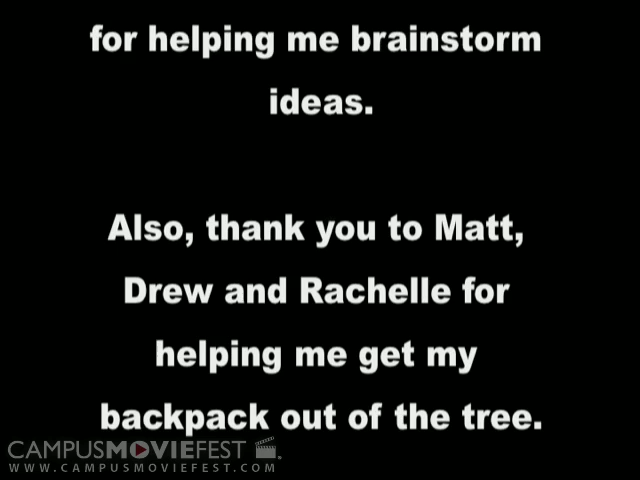 for helping me brainstorm
ideas.
Also, thank you to Matt,
Drew and Rachelle for
helping me get my
backpack out of the tree.
CAMPUSMOVIEFEST
WWW.CAMPUSMOVIEFEST.COM